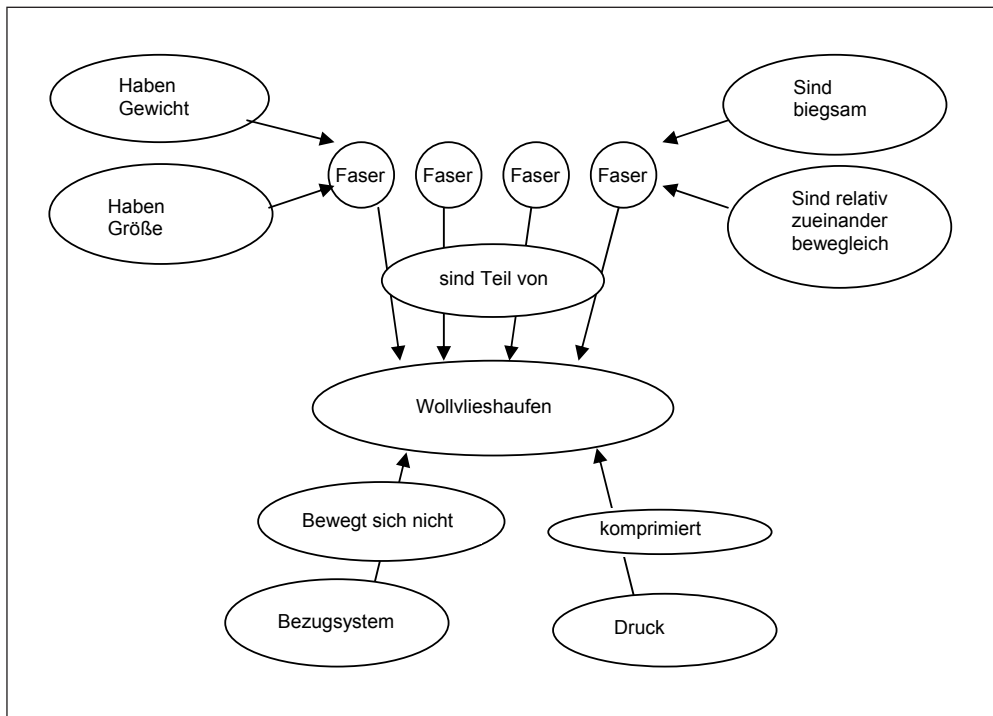 Haben
Gewicht
Sind
biegsam
Faser
Faser
Faser
Faser
Haben
Größe
Sind relativ
zueinander
bewegleich
sind Teil von
Wollvlieshaufen
Bewegt sich nicht
komprimiert
Bezugsystem
Druck